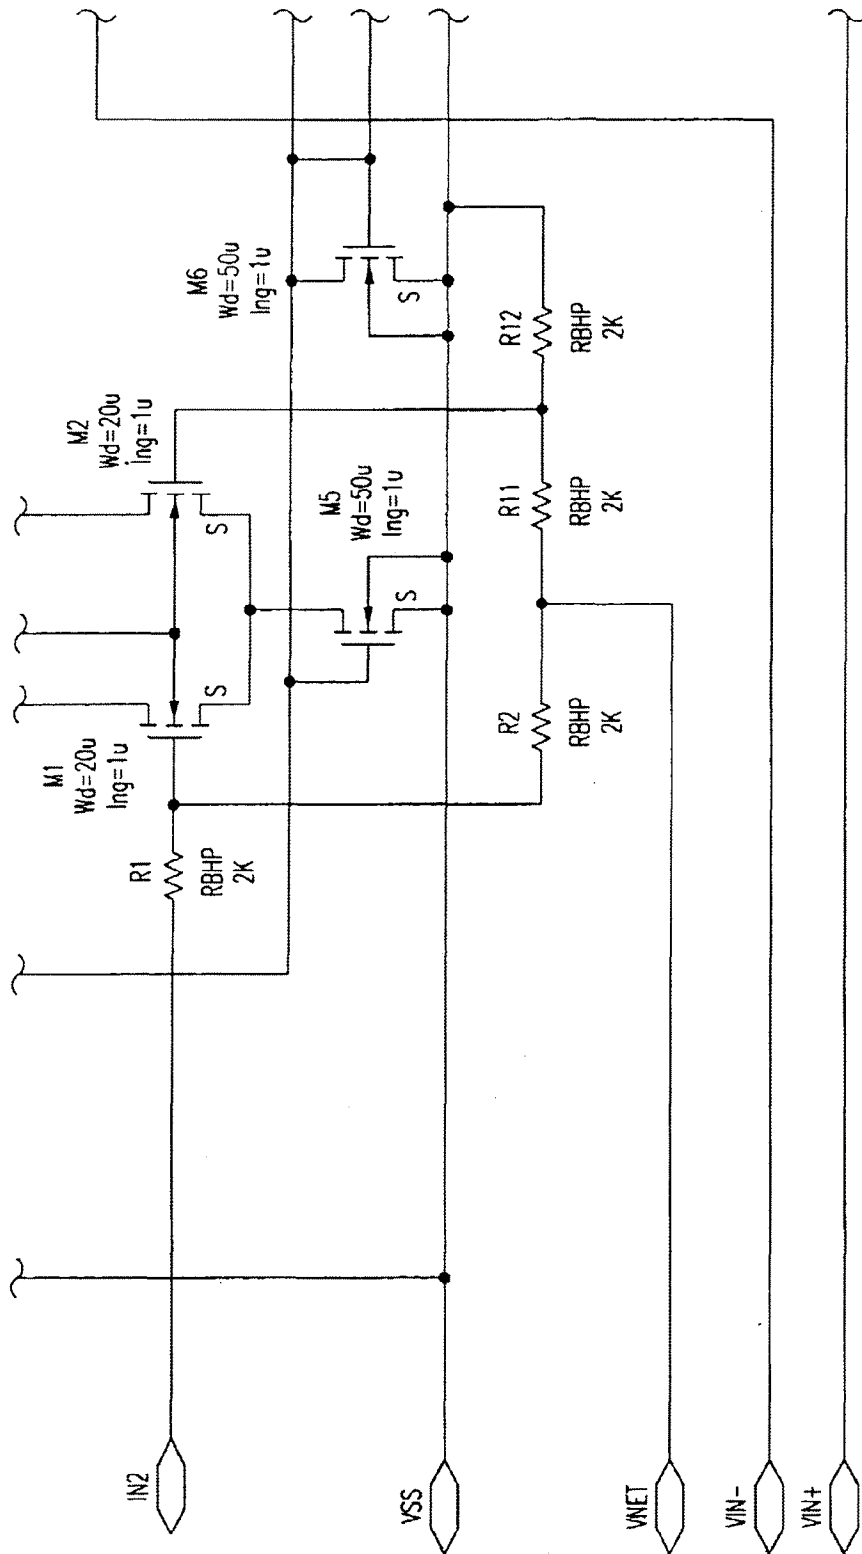 M1
Wd=20u
lng=1u
S
M2
Wd=20u
lng=1u
S
M6
Wd=50u
lng=1u
S
M5
Wd=50u
lng=1u
S
R1
RBHP
2K
R2
RBHP
2K
R11
RBHP
2K
R12
RBHP
2K
IN2
VSS
VNET
VIN-
VIN+